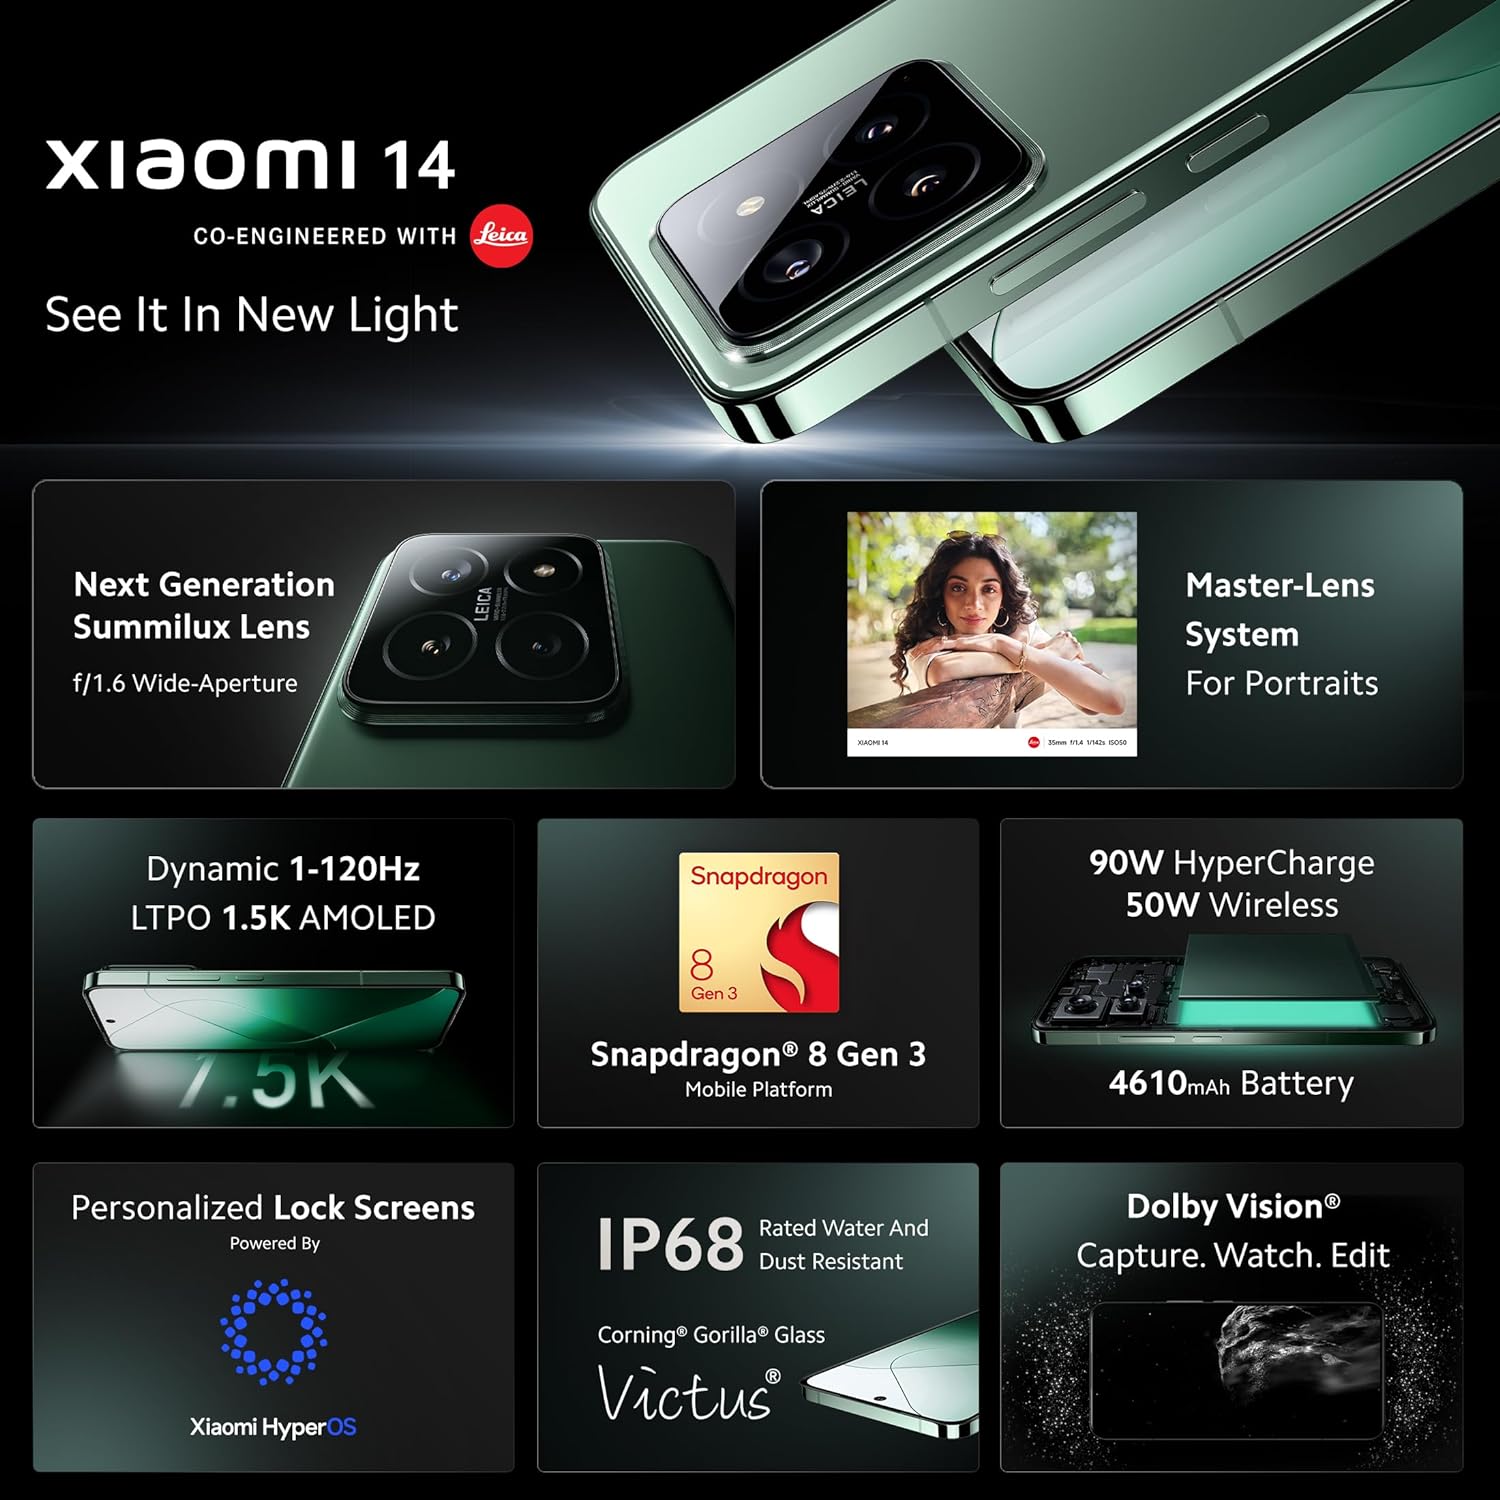 xiaomi 14
CO-ENGINEERED WITH Leica
See It In New Light
LEICA
Next Generation
Summilux Lens
f/1.6 Wide-Aperture
LEICA
XIAOMI 14
Leica 35mm f/1.4 1/142s ISO50
Master-Lens
System
For Portraits
Dynamic 1-120Hz
LTPO 1.5K AMOLED
1.5K
Snapdragon
8
Gen 3
Snapdragon® 8 Gen 3
Mobile Platform
90W HyperCharge
50W Wireless
4610mAh Battery
Personalized Lock Screens
Powered By
Xiaomi HyperOS
IP68 Rated Water And
Dust Resistant
Corning® Gorilla® Glass
Victus®
Dolby Vision®
Capture. Watch. Edit